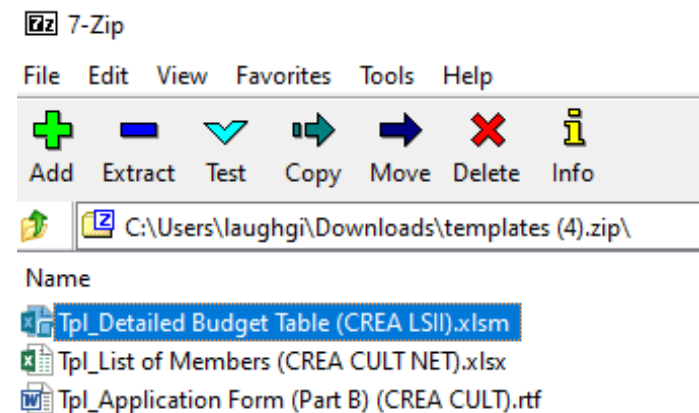 7z 7-Zip
File Edit View Favorites Tools Help
Add Extract Test Copy Move Delete Info
C:\Users\laughgi\Downloads\templates (4).zip\
Name
Tpl_Detailed Budget Table (CREA LSII).xlsm
Tpl_List of Members (CREA CULT NET).xlsx
Tpl_Application Form (Part B) (CREA CULT).rtf